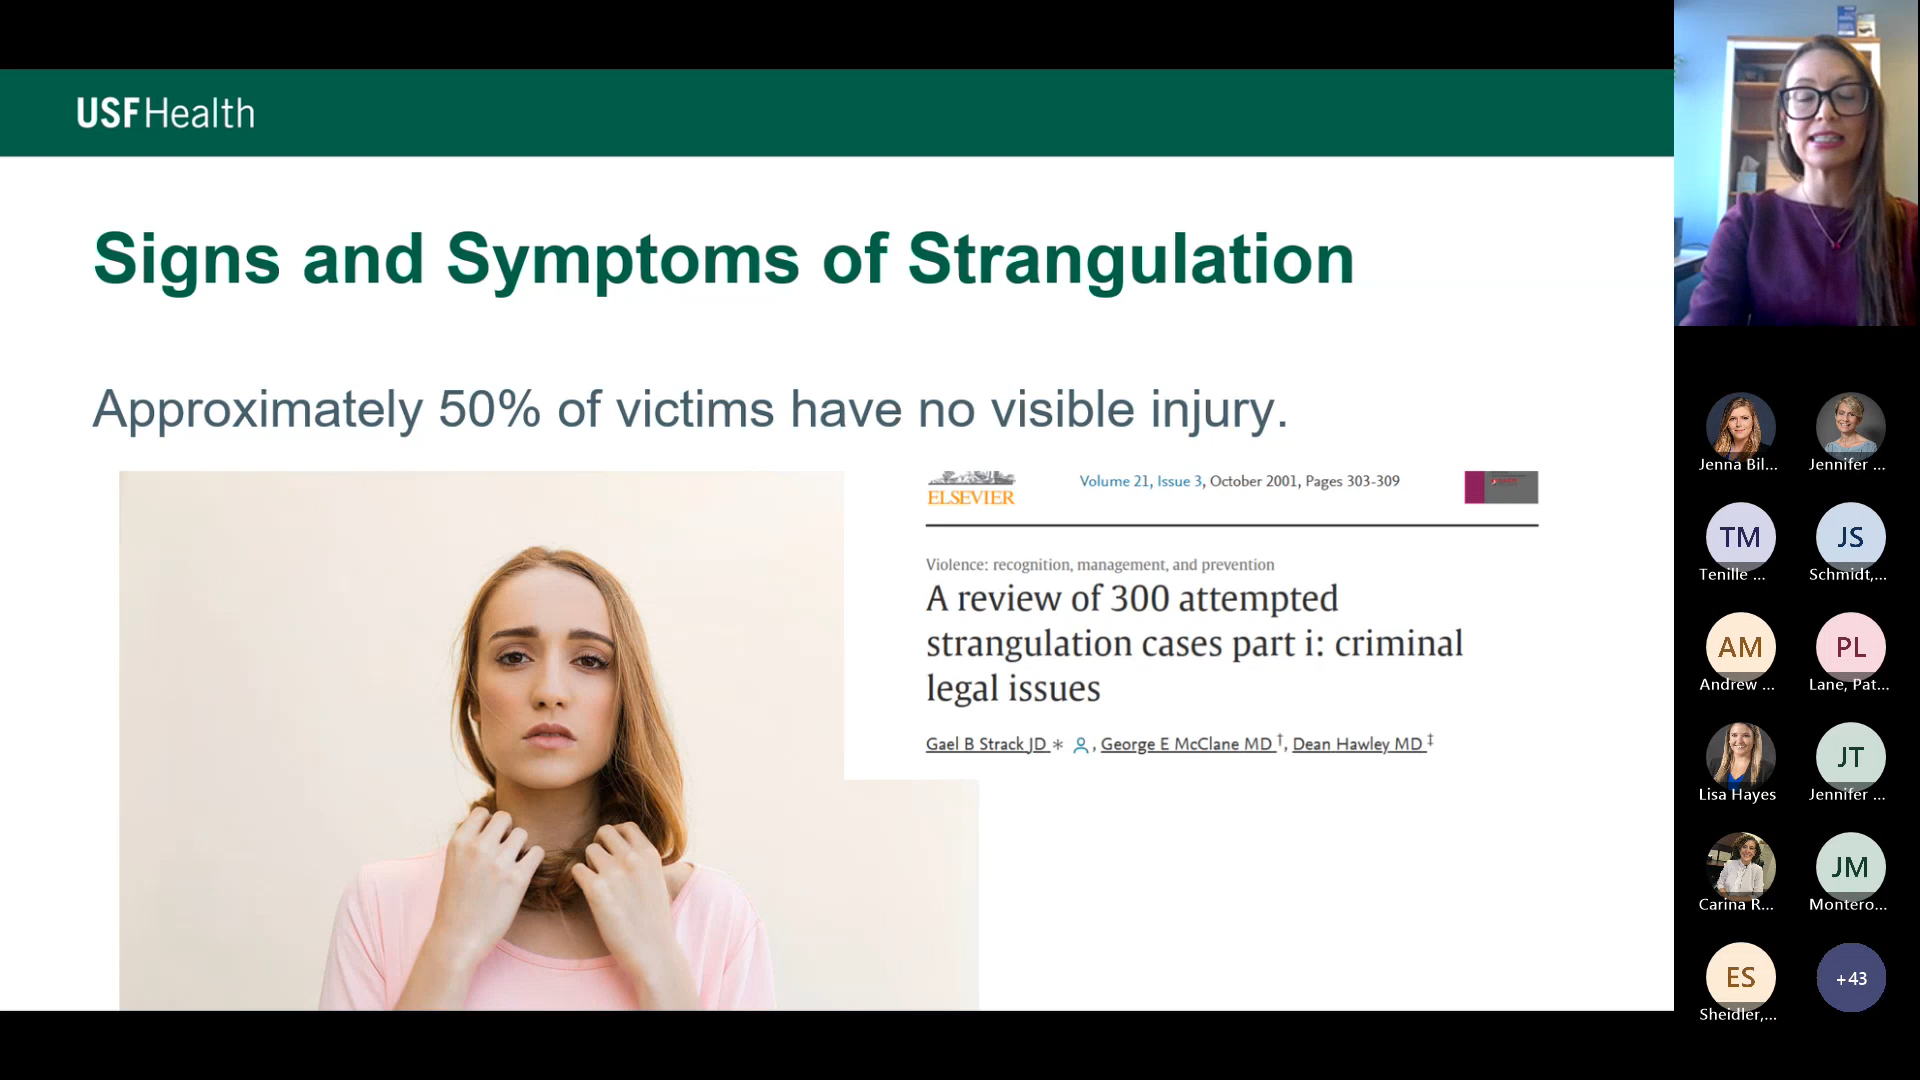 USF Health
Signs and Symptoms of Strangulation
Approximately 50% of victims have no visible injury.
ELSEVIER
Volume 21, Issue 3, October 2001, Pages 303-309
Violence: recognition, management, and prevention
A review of 300 attempted
strangulation cases part i: criminal
legal issues
Gael B Strack JD *, George E McClane MD †, Dean Hawley MD ‡
Jenna Bil...
Jennifer ...
TM
JS
Tenille ...
Schmidt,...
AM
PL
Andrew ...
Lane, Pat...
JT
Lisa Hayes
Jennifer ...
JM
Carina R...
Montero...
ES
+43
Sheidler,...